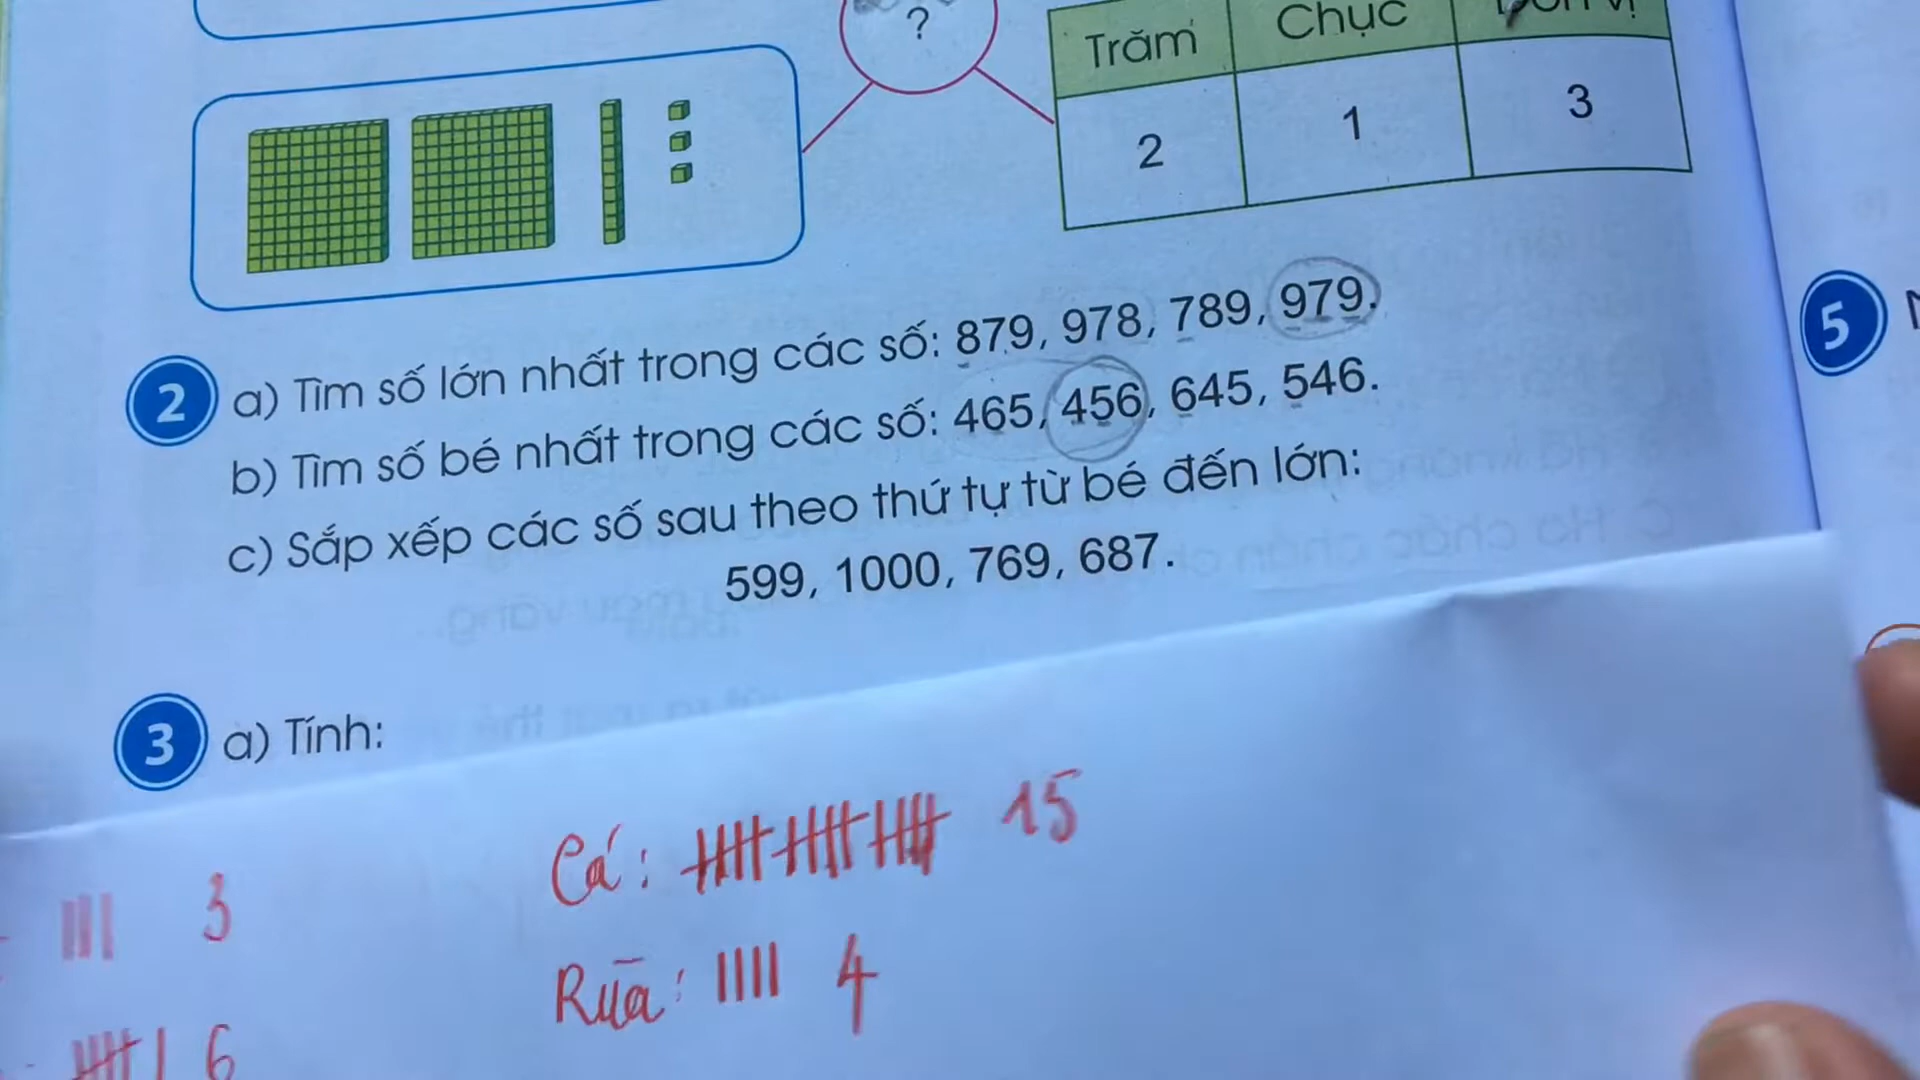 ?
Trăm Chục Đơn vị
2 1 3
2 a) Tìm số lớn nhất trong các số: 879, 978, 789, 979.
b) Tìm số bé nhất trong các số: 465, 456, 645, 546.
c) Sắp xếp các số sau theo thứ tự từ bé đến lớn:
599, 1000, 769, 687.
3 a) Tính:
Cá: 15
3
Rùa: 4
6
5